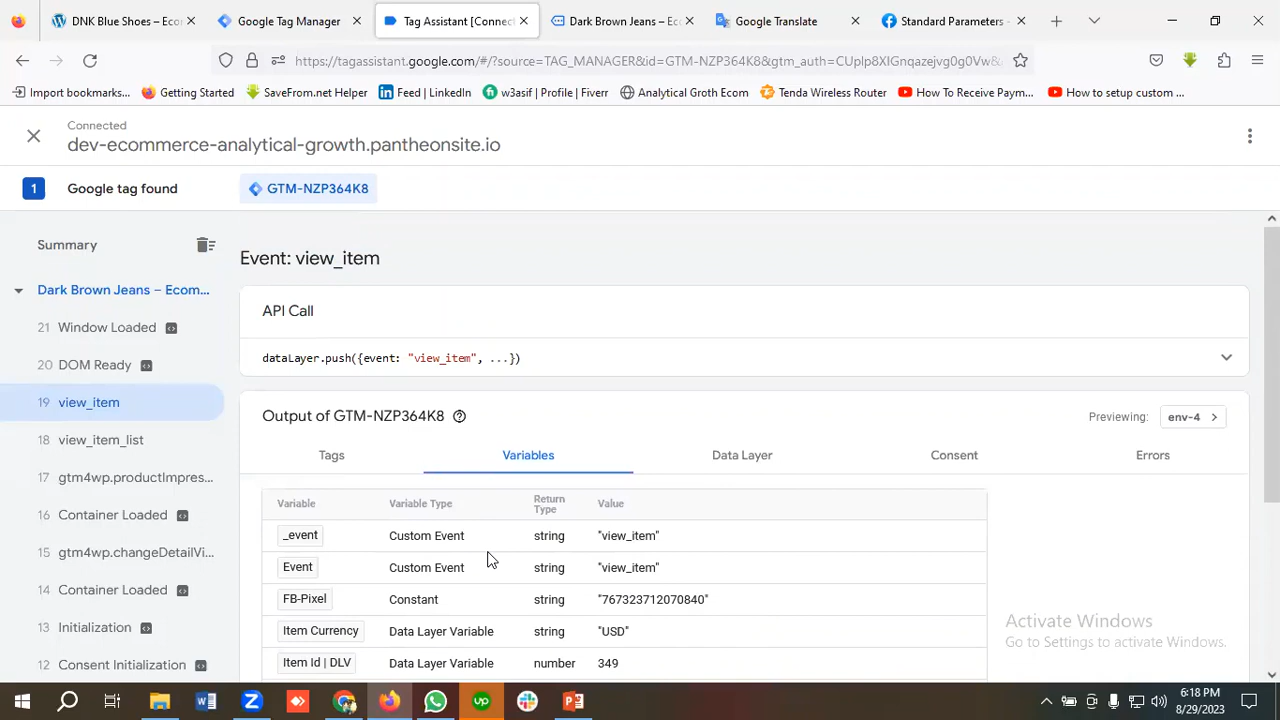 DNK Blue Shoes – Econ
Google Tag Manager
Tag Assistant [Connect
Dark Brown Jeans – Ecom
Google Translate
Standard Parameters -
https://tagassistant.google.com/#/?source=TAG_MANAGER&id=GTM-NZP364K8&gtm_auth=CUplp8XIGnqazejvg0g0Vw&
Import bookmarks...
Getting Started
SaveFrom.net Helper
Feed | LinkedIn
w3asif | Profile | Fiverr
Analytical Groth Ecom
Tenda Wireless Router
How To Receive Paym...
How to setup custom ...
Connected
dev-ecommerce-analytical-growth.pantheonsite.io
1 Google tag found GTM-NZP364K8
Summary
Dark Brown Jeans – Ecom...
21 Window Loaded
20 DOM Ready
19 view_item
18 view_item_list
17 gtm4wp.productImpres...
16 Container Loaded
15 gtm4wp.changeDetailVi...
14 Container Loaded
13 Initialization
12 Consent Initialization
Event: view_item
API Call
dataLayer.push({event: "view_item", ...})
Output of GTM-NZP364K8
Previewing: env-4
Tags Variables Data Layer Consent Errors
Variable Variable Type Return Type Value
_event Custom Event string "view_item"
Event Custom Event string "view_item"
FB-Pixel Constant string "767323712070840"
Item Currency Data Layer Variable string "USD"
Item Id | DLV Data Layer Variable number 349
Activate Windows
Go to Settings to activate Windows.
6:18 PM
8/29/2023